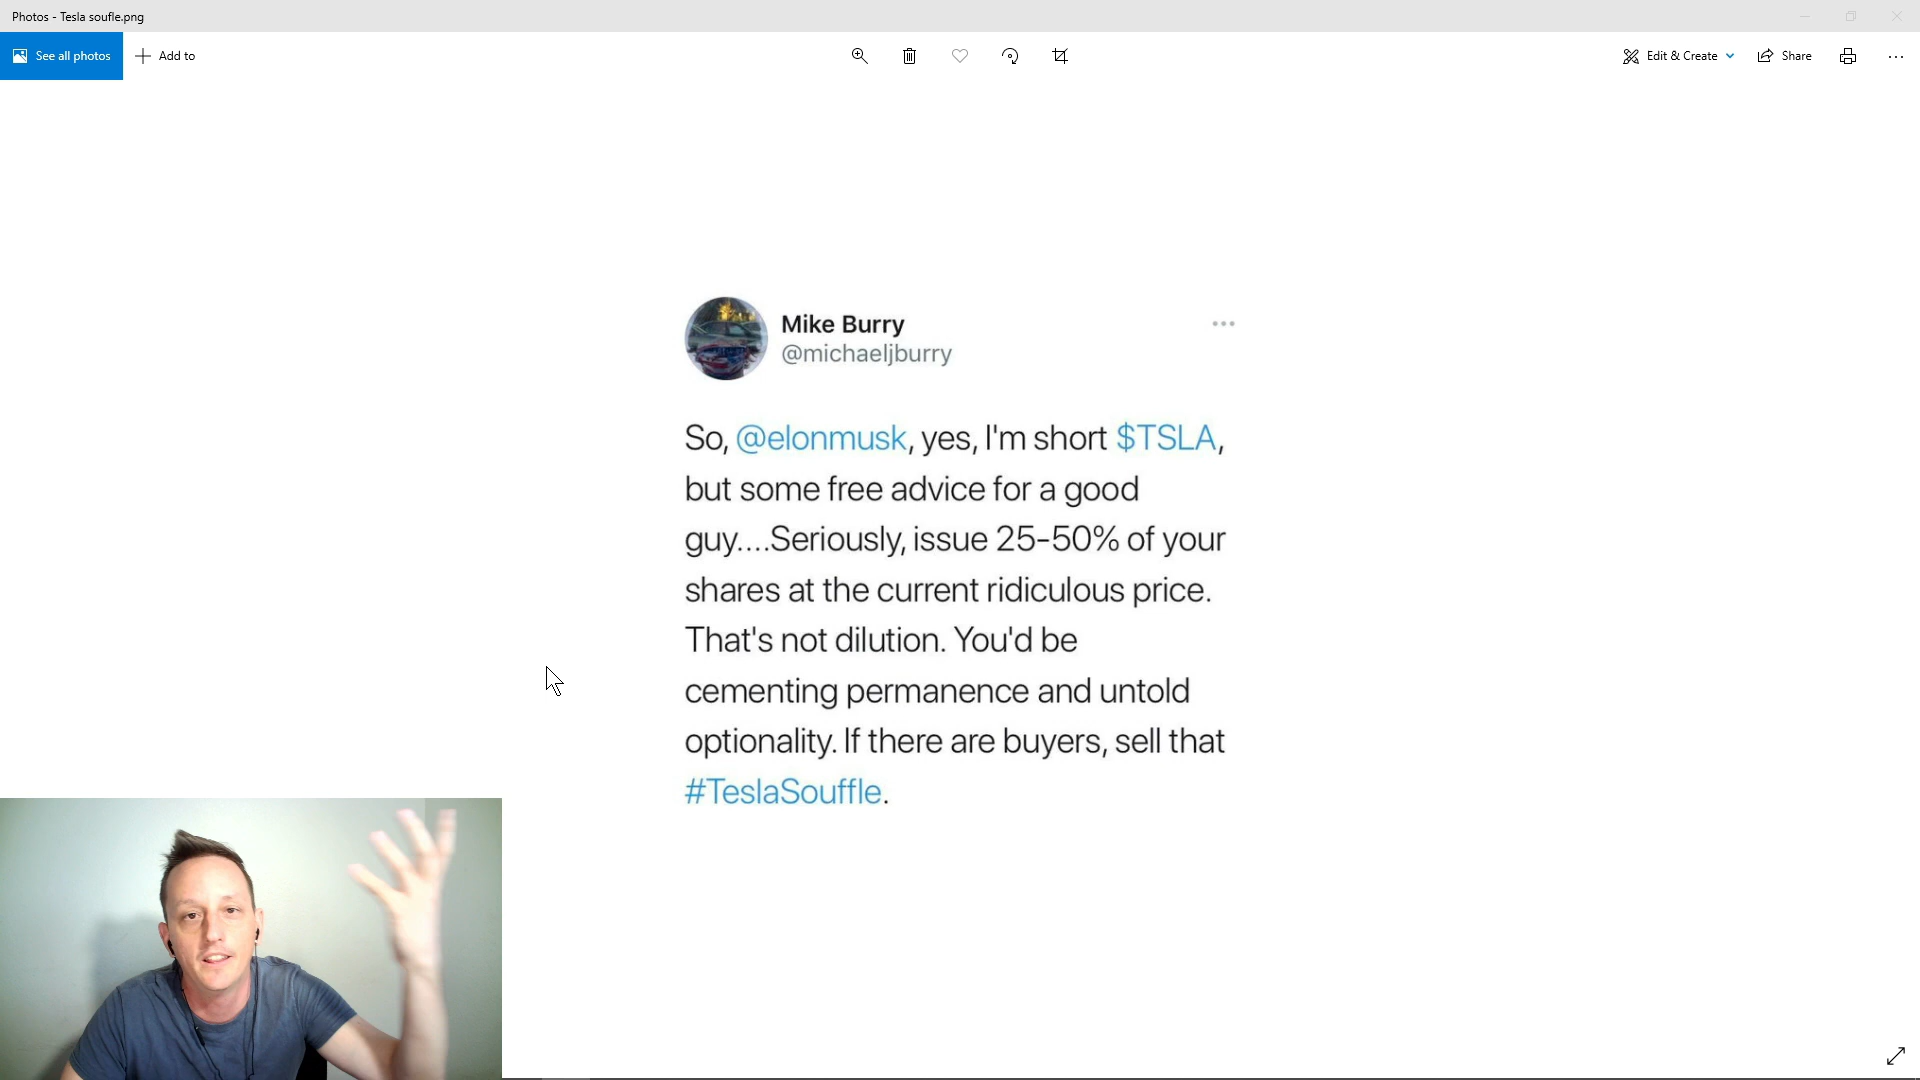 Photos - Tesla soufle.png
See all photos
Add to
Edit & Create
Share
Mike Burry
@michaeljburry
So, @elonmusk, yes, I'm short $TSLA,
but some free advice for a good
guy....Seriously, issue 25-50% of your
shares at the current ridiculous price.
That's not dilution. You'd be
cementing permanence and untold
optionality. If there are buyers, sell that
#TeslaSouffle.